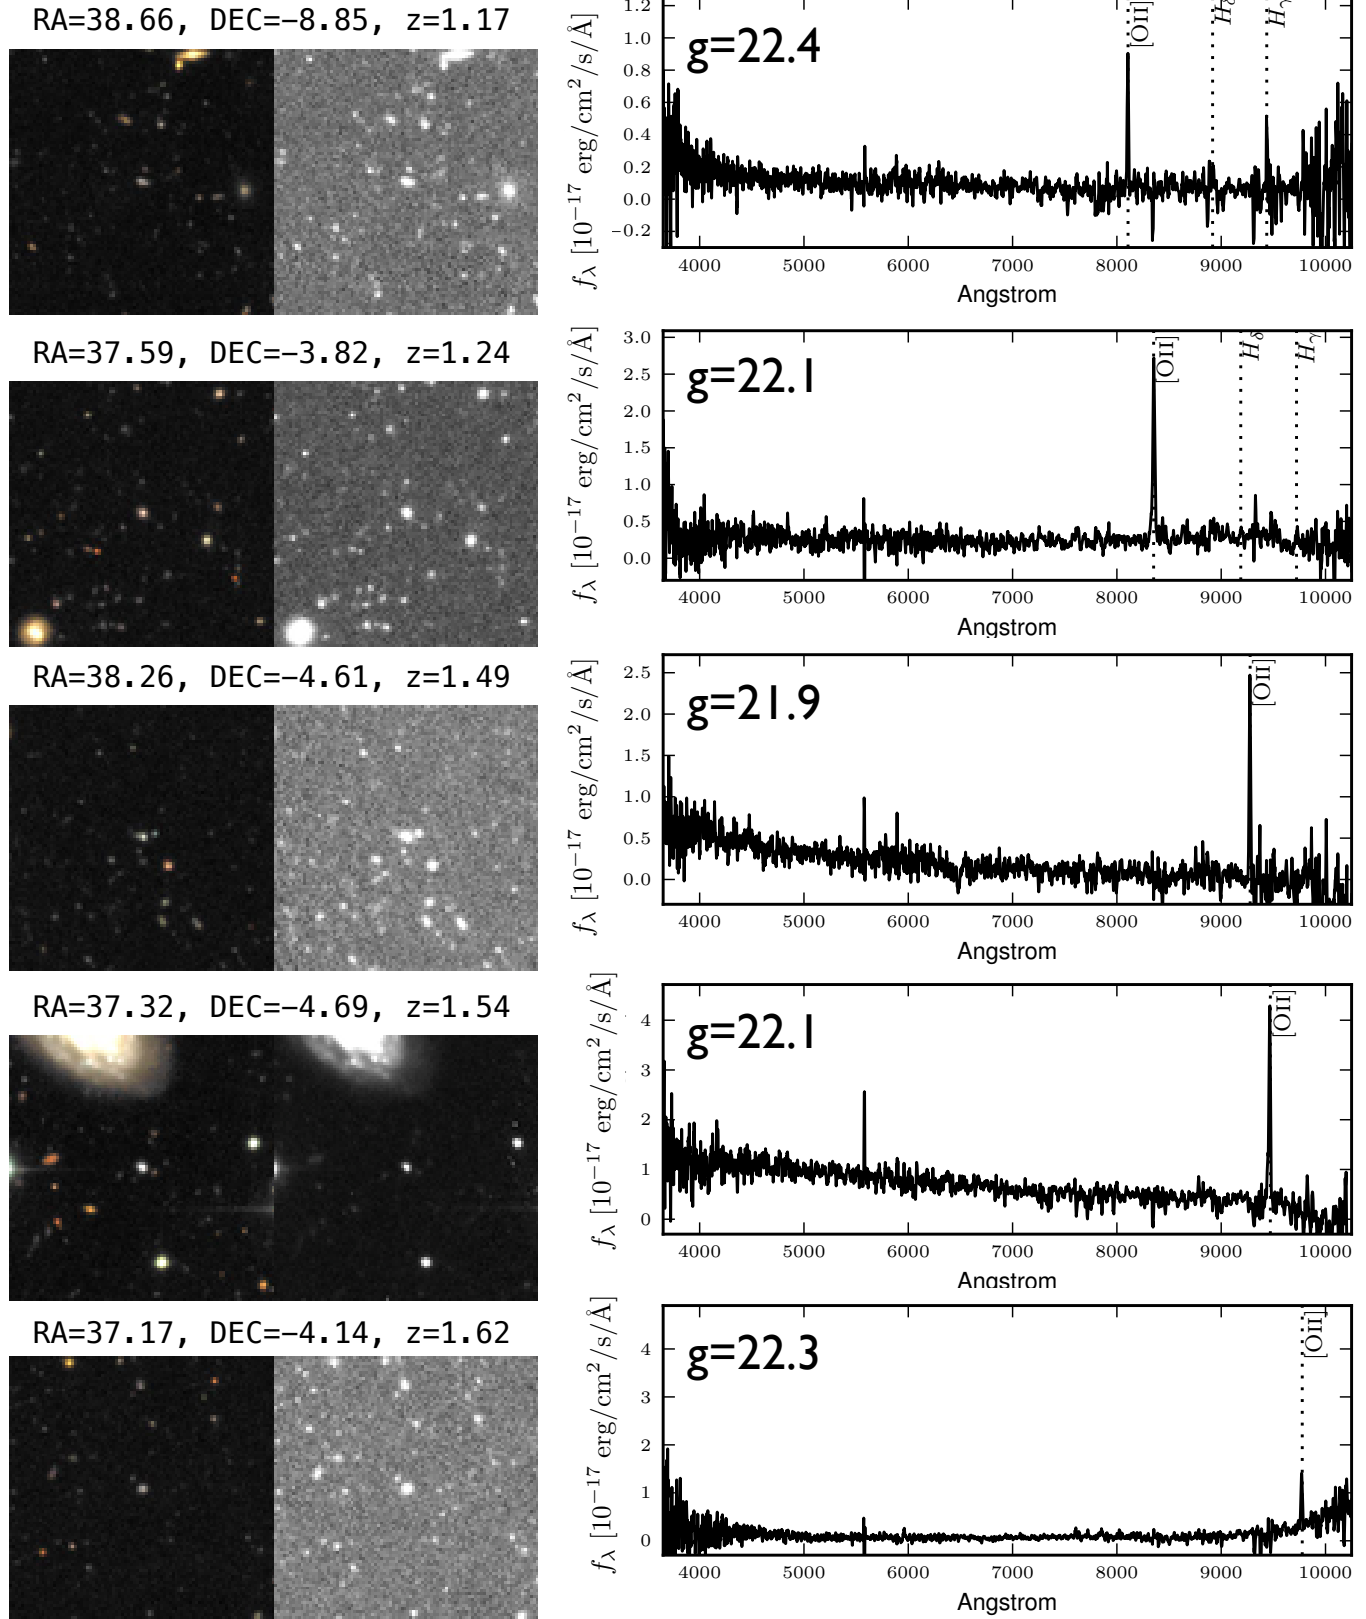 RA=38.66, DEC=−8.85, z=1.17
g=22.4
[OII]
Hδ
Hγ
1.2
1.0
0.8
0.6
0.4
0.2
0.0
−0.2
fλ [10⁻¹⁷ erg/cm²/s/Å]
4000 5000 6000 7000 8000 9000 10000
Angstrom
RA=37.59, DEC=−3.82, z=1.24
g=22.1
[OII]
Hδ
Hγ
3.0
2.5
2.0
1.5
1.0
0.5
0.0
fλ [10⁻¹⁷ erg/cm²/s/Å]
4000 5000 6000 7000 8000 9000 10000
Angstrom
RA=38.26, DEC=−4.61, z=1.49
g=21.9
[OII]
2.5
2.0
1.5
1.0
0.5
0.0
fλ [10⁻¹⁷ erg/cm²/s/Å]
4000 5000 6000 7000 8000 9000 10000
Angstrom
RA=37.32, DEC=−4.69, z=1.54
g=22.1
[OII]
4
3
2
1
0
fλ [10⁻¹⁷ erg/cm²/s/Å]
4000 5000 6000 7000 8000 9000 10000
Angstrom
RA=37.17, DEC=−4.14, z=1.62
g=22.3
[OII]
4
3
2
1
0
fλ [10⁻¹⁷ erg/cm²/s/Å]
4000 5000 6000 7000 8000 9000 10000
Angstrom